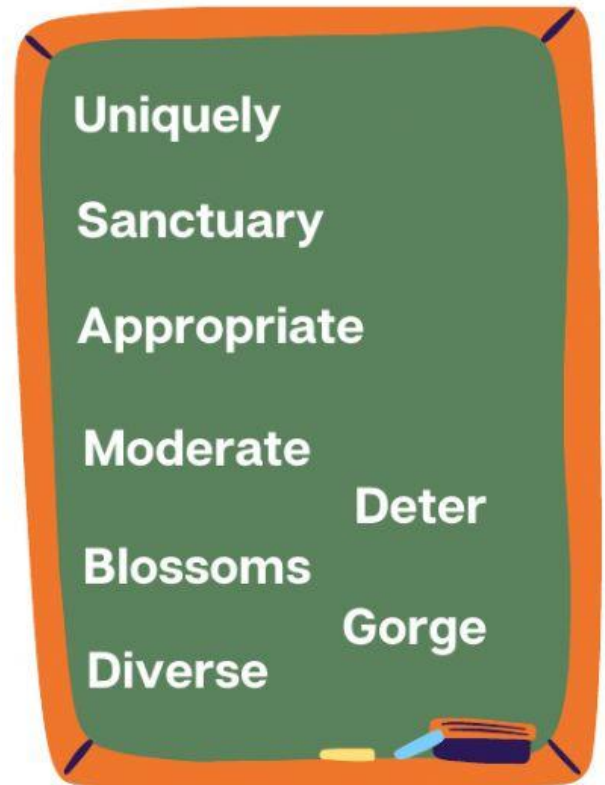 Uniquely
Sanctuary
Appropriate
Moderate
Deter
Blossoms
Gorge
Diverse